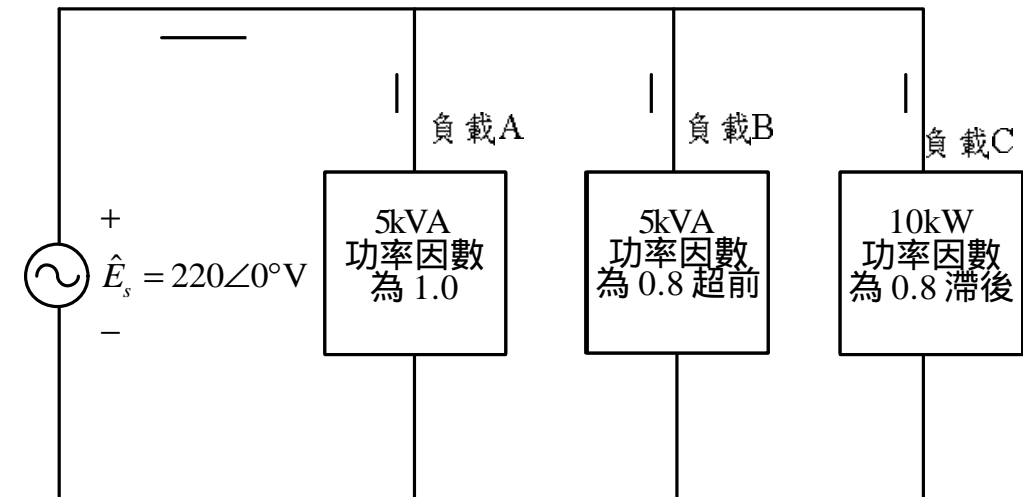 負載A
負載B
負載C
+
Ê_s = 220∠0°V
−
5kVA
功率因數
為 1.0
5kVA
功率因數
為 0.8 超前
10kW
功率因數
為 0.8 滯後